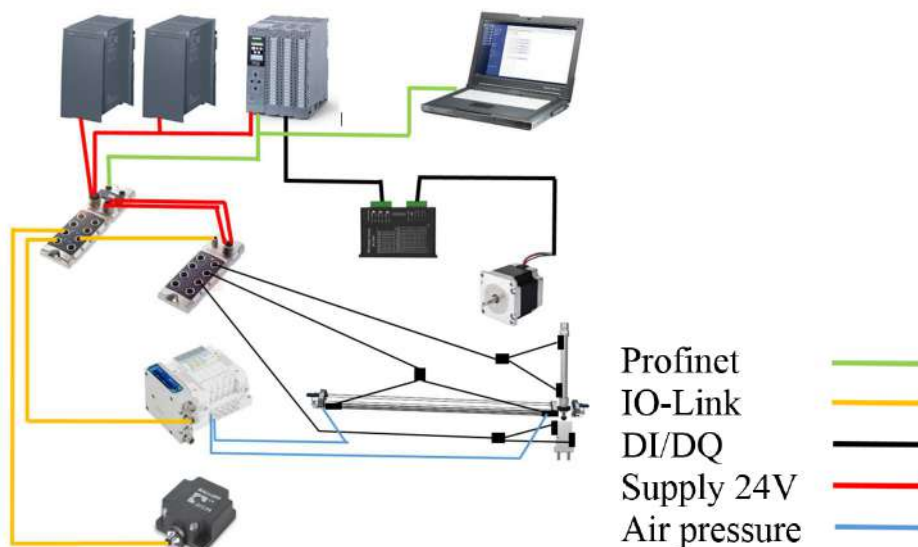 Profinet
IO-Link
DI/DQ
Supply 24V
Air pressure